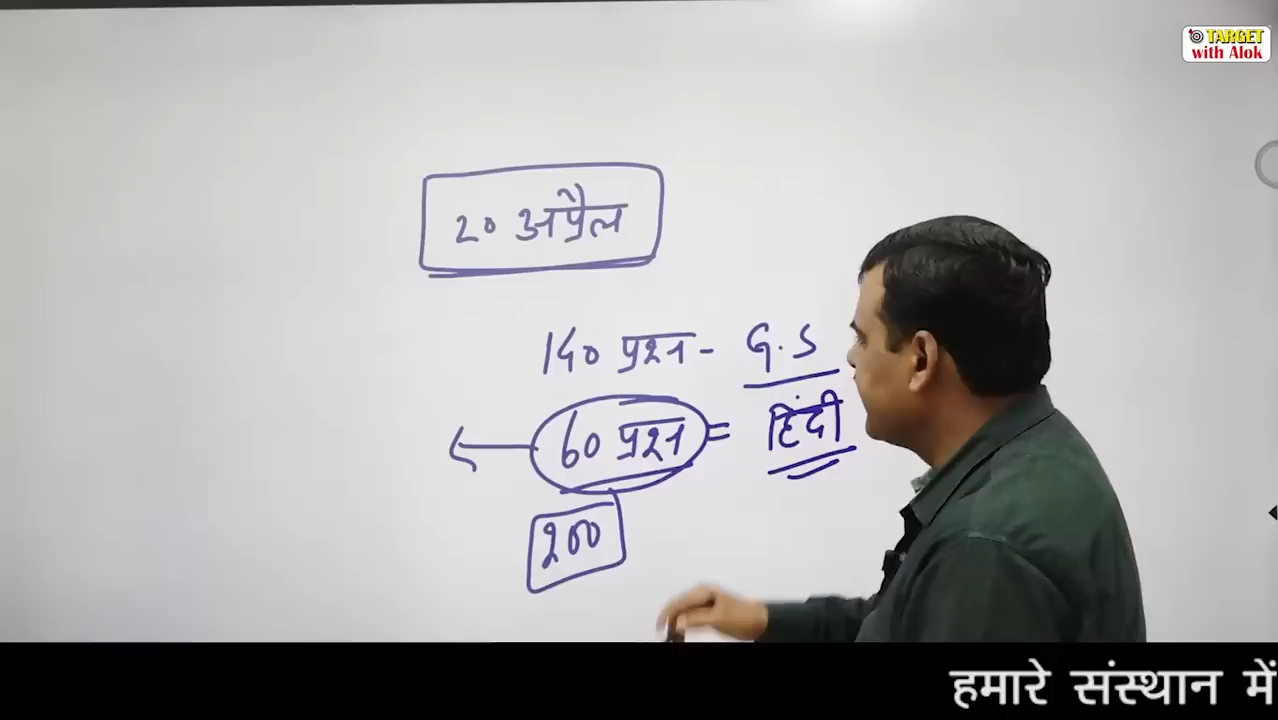 TARGET
with Alok
20 अप्रैल
140 प्रश्न - G.S
60 प्रश्न = हिंदी
200
हमारे संस्थान में